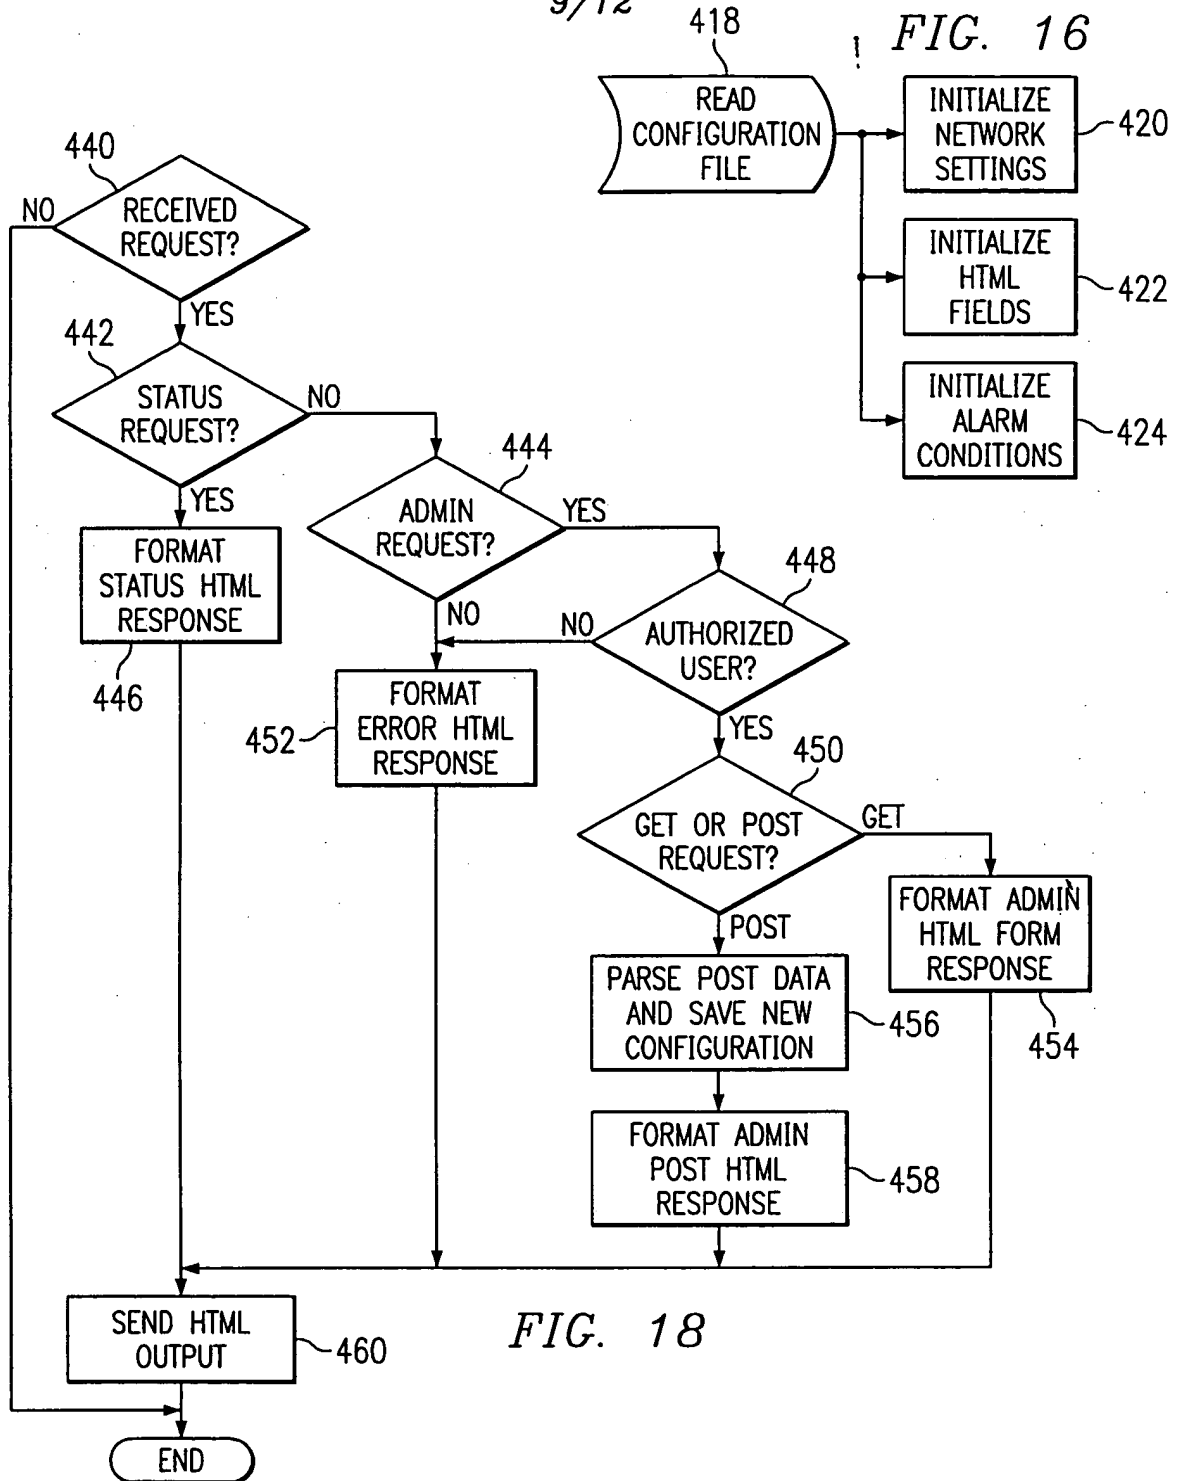 9/12
FIG. 16
418
READ
CONFIGURATION
FILE
INITIALIZE
NETWORK
SETTINGS
420
INITIALIZE
HTML
FIELDS
422
INITIALIZE
ALARM
CONDITIONS
424
440
NO
RECEIVED
REQUEST?
YES
442
STATUS
REQUEST?
NO
YES
444
ADMIN
REQUEST?
YES
NO
FORMAT
STATUS HTML
RESPONSE
446
448
AUTHORIZED
USER?
NO
YES
FORMAT
ERROR HTML
RESPONSE
452
450
GET OR POST
REQUEST?
GET
POST
FORMAT ADMIN
HTML FORM
RESPONSE
454
PARSE POST DATA
AND SAVE NEW
CONFIGURATION
456
FORMAT ADMIN
POST HTML
RESPONSE
458
SEND HTML
OUTPUT
460
FIG. 18
END